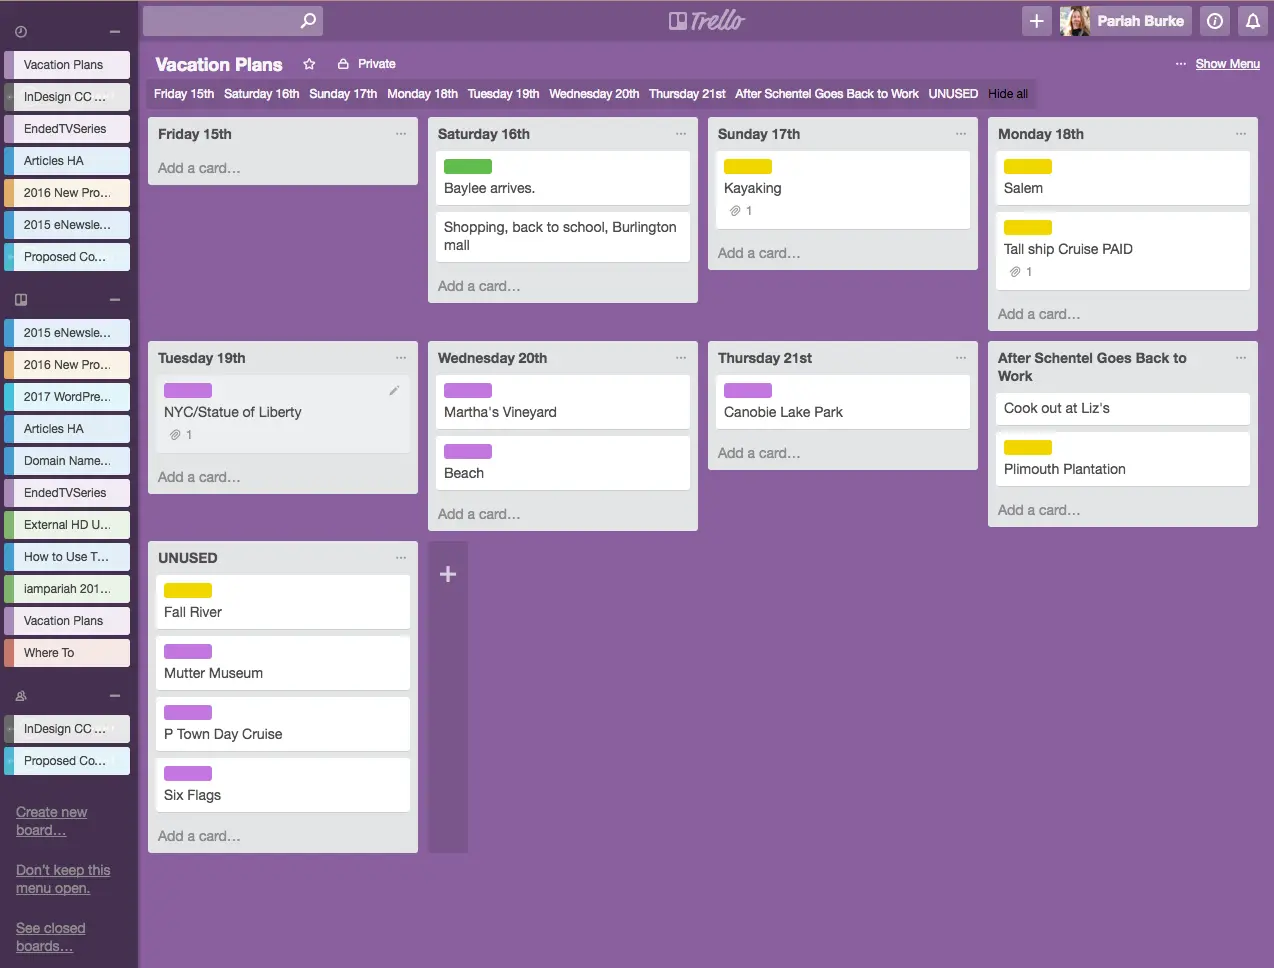 Trello
Pariah Burke
Vacation Plans
Private
... Show Menu
Friday 15th Saturday 16th Sunday 17th Monday 18th Tuesday 19th Wednesday 20th Thursday 21st After Schentel Goes Back to Work UNUSED Hide all
Vacation Plans
InDesign CC ...
EndedTVSeries
Articles HA
2016 New Pro...
2015 eNewsle...
Proposed Co...
2015 eNewsle...
2016 New Pro...
2017 WordPre...
Articles HA
Domain Name...
EndedTVSeries
External HD U...
How to Use T...
iampariah 201...
Vacation Plans
Where To
InDesign CC ...
Proposed Co...
Create new
board…
Don't keep this
menu open.
See closed
boards…
Friday 15th
Add a card…
Saturday 16th
Baylee arrives.
Shopping, back to school, Burlington
mall
Add a card…
Sunday 17th
Kayaking
1
Add a card…
Monday 18th
Salem
Tall ship Cruise PAID
1
Add a card…
Tuesday 19th
NYC/Statue of Liberty
1
Add a card…
Wednesday 20th
Martha's Vineyard
Beach
Add a card…
Thursday 21st
Canobie Lake Park
Add a card…
After Schentel Goes Back to
Work
Cook out at Liz's
Plimouth Plantation
Add a card…
UNUSED
Fall River
Mutter Museum
P Town Day Cruise
Six Flags
Add a card…